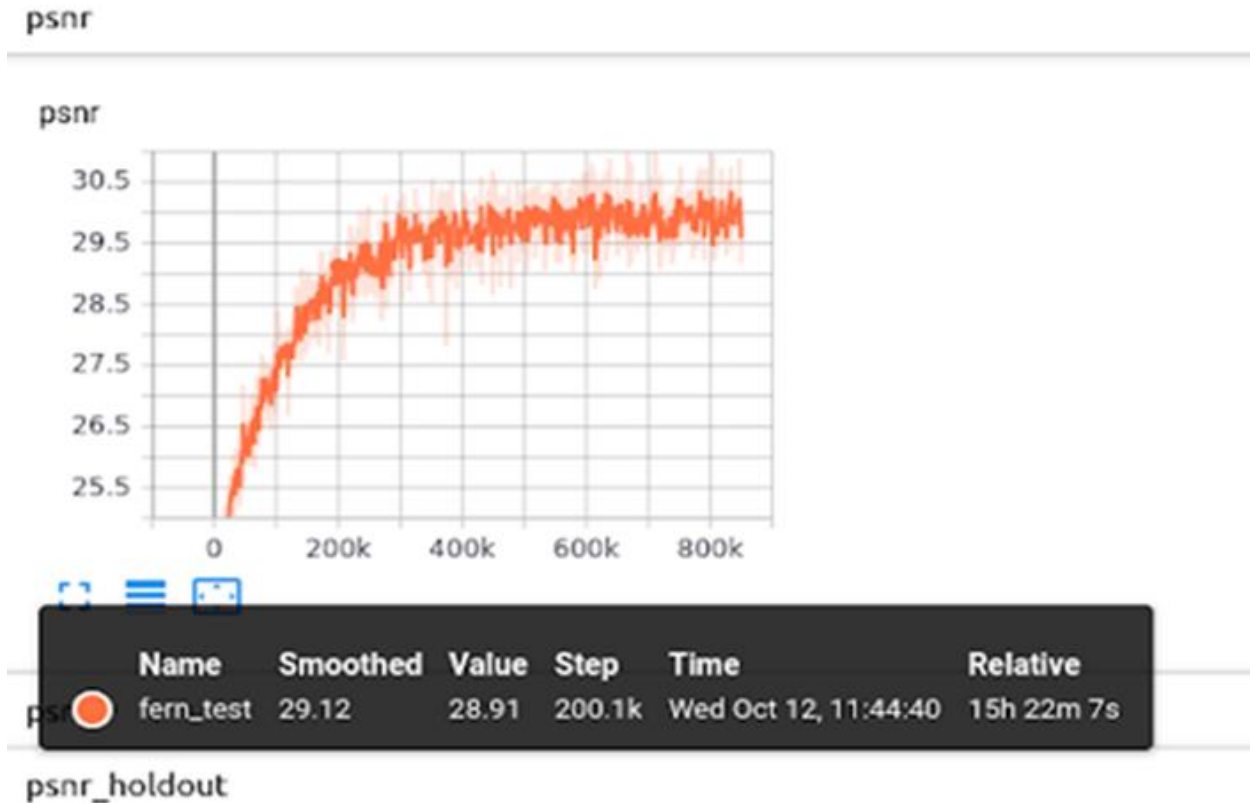 psnr
psnr
30.5
29.5
28.5
27.5
26.5
25.5
0 200k 400k 600k 800k
Name Smoothed Value Step Time Relative
fern_test 29.12 28.91 200.1k Wed Oct 12, 11:44:40 15h 22m 7s
psnr_holdout